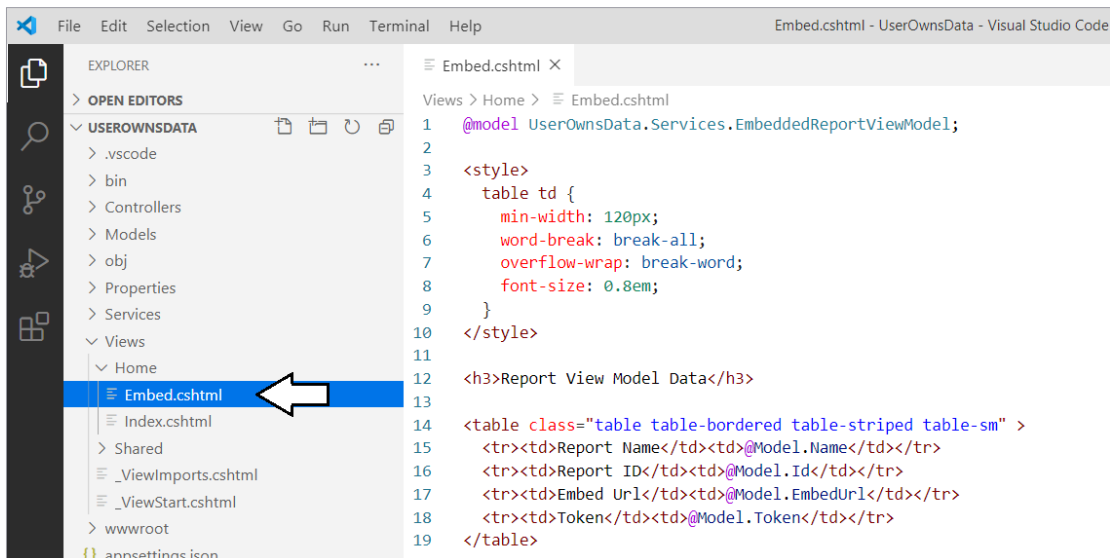 File Edit Selection View Go Run Terminal Help Embed.cshtml - UserOwnsData - Visual Studio Code
EXPLORER ···
OPEN EDITORS
USEROWNSDATA
.vscode
bin
Controllers
Models
obj
Properties
Services
Views
Home
Embed.cshtml
Index.cshtml
Shared
_ViewImports.cshtml
_ViewStart.cshtml
wwwroot
{} appsettings.json
Embed.cshtml ×
Views > Home > Embed.cshtml
1 @model UserOwnsData.Services.EmbeddedReportViewModel;
2
3 <style>
4 table td {
5 min-width: 120px;
6 word-break: break-all;
7 overflow-wrap: break-word;
8 font-size: 0.8em;
9 }
10 </style>
11
12 <h3>Report View Model Data</h3>
13
14 <table class="table table-bordered table-striped table-sm" >
15 <tr><td>Report Name</td><td>@Model.Name</td></tr>
16 <tr><td>Report ID</td><td>@Model.Id</td></tr>
17 <tr><td>Embed Url</td><td>@Model.EmbedUrl</td></tr>
18 <tr><td>Token</td><td>@Model.Token</td></tr>
19 </table>